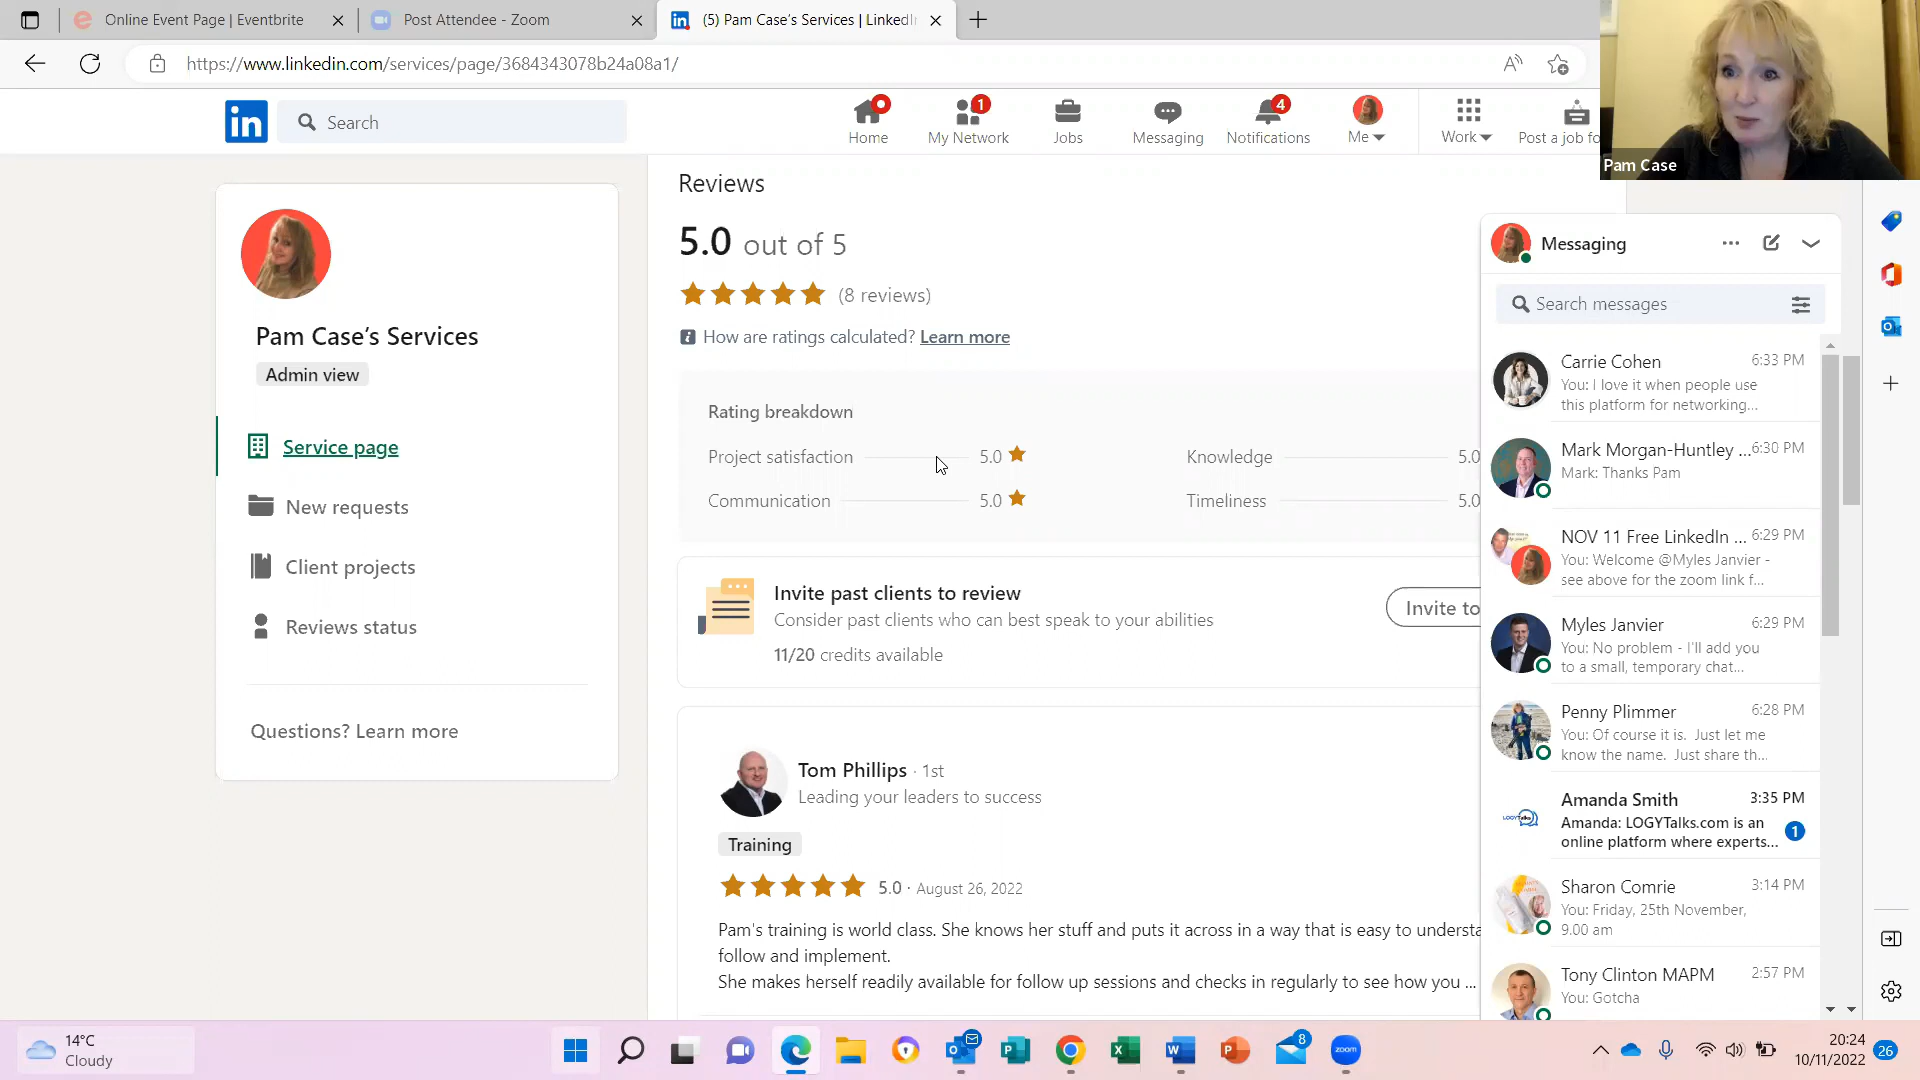 Online Event Page | Eventbrite
Post Attendee - Zoom
(5) Pam Case's Services | LinkedIn
https://www.linkedin.com/services/page/3684343078b24a08a1/
in
Search
Home
1
My Network
Jobs
Messaging
4
Notifications
Me
Work
Post a job fo
Pam Case
Pam Case's Services
Admin view
Service page
New requests
Client projects
Reviews status
Questions? Learn more
Reviews
5.0 out of 5
(8 reviews)
How are ratings calculated? Learn more
Rating breakdown
Project satisfaction 5.0
Knowledge 5.0
Communication 5.0
Timeliness 5.0
Invite past clients to review
Consider past clients who can best speak to your abilities
11/20 credits available
Invite to
Tom Phillips · 1st
Leading your leaders to success
Training
5.0 · August 26, 2022
Pam's training is world class. She knows her stuff and puts it across in a way that is easy to understa
follow and implement.
She makes herself readily available for follow up sessions and checks in regularly to see how you ...
Messaging
Search messages
Carrie Cohen 6:33 PM
You: I love it when people use
this platform for networking...
Mark Morgan-Huntley ... 6:30 PM
Mark: Thanks Pam
NOV 11 Free LinkedIn ... 6:29 PM
You: Welcome @Myles Janvier -
see above for the zoom link f...
Myles Janvier 6:29 PM
You: No problem - I'll add you
to a small, temporary chat...
Penny Plimmer 6:28 PM
You: Of course it is. Just let me
know the name. Just share th...
Amanda Smith 3:35 PM
Amanda: LOGYTalks.com is an
online platform where experts...
1
Sharon Comrie 3:14 PM
You: Friday, 25th November,
9.00 am
Tony Clinton MAPM 2:57 PM
You: Gotcha
14°C
Cloudy
8
zoom
20:24
10/11/2022
26